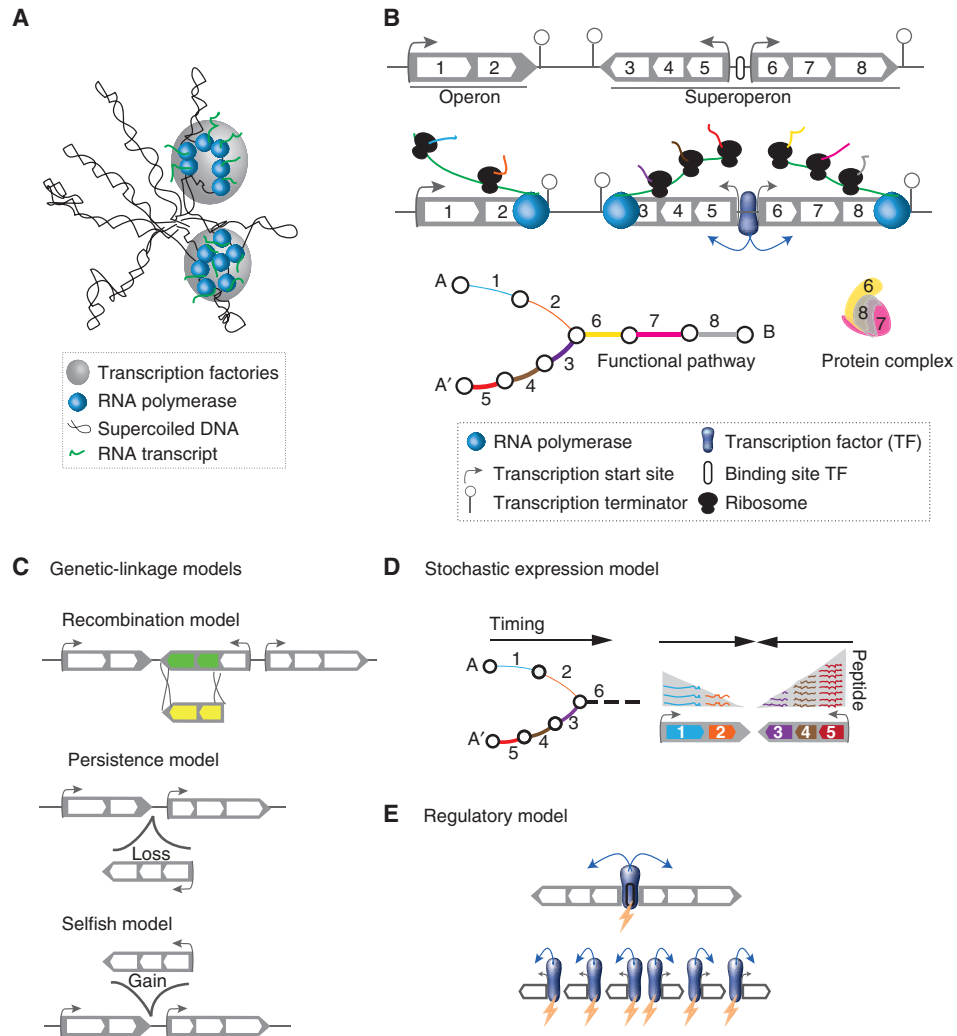 A
Transcription factories
RNA polymerase
Supercoiled DNA
RNA transcript
B
1 2 3 4 5 6 7 8
Operon Superoperon
1 2 3 4 5 6 7 8
A 1 2 6 7 8 B
3 4 5 A′
Functional pathway
6 8 7
Protein complex
RNA polymerase Transcription factor (TF)
Transcription start site Binding site TF
Transcription terminator Ribosome
C Genetic-linkage models
Recombination model
Persistence model
Loss
Selfish model
Gain
D Stochastic expression model
Timing
A 1 2 6
3 4 5 A′
Peptide
1 2 3 4 5
E Regulatory model